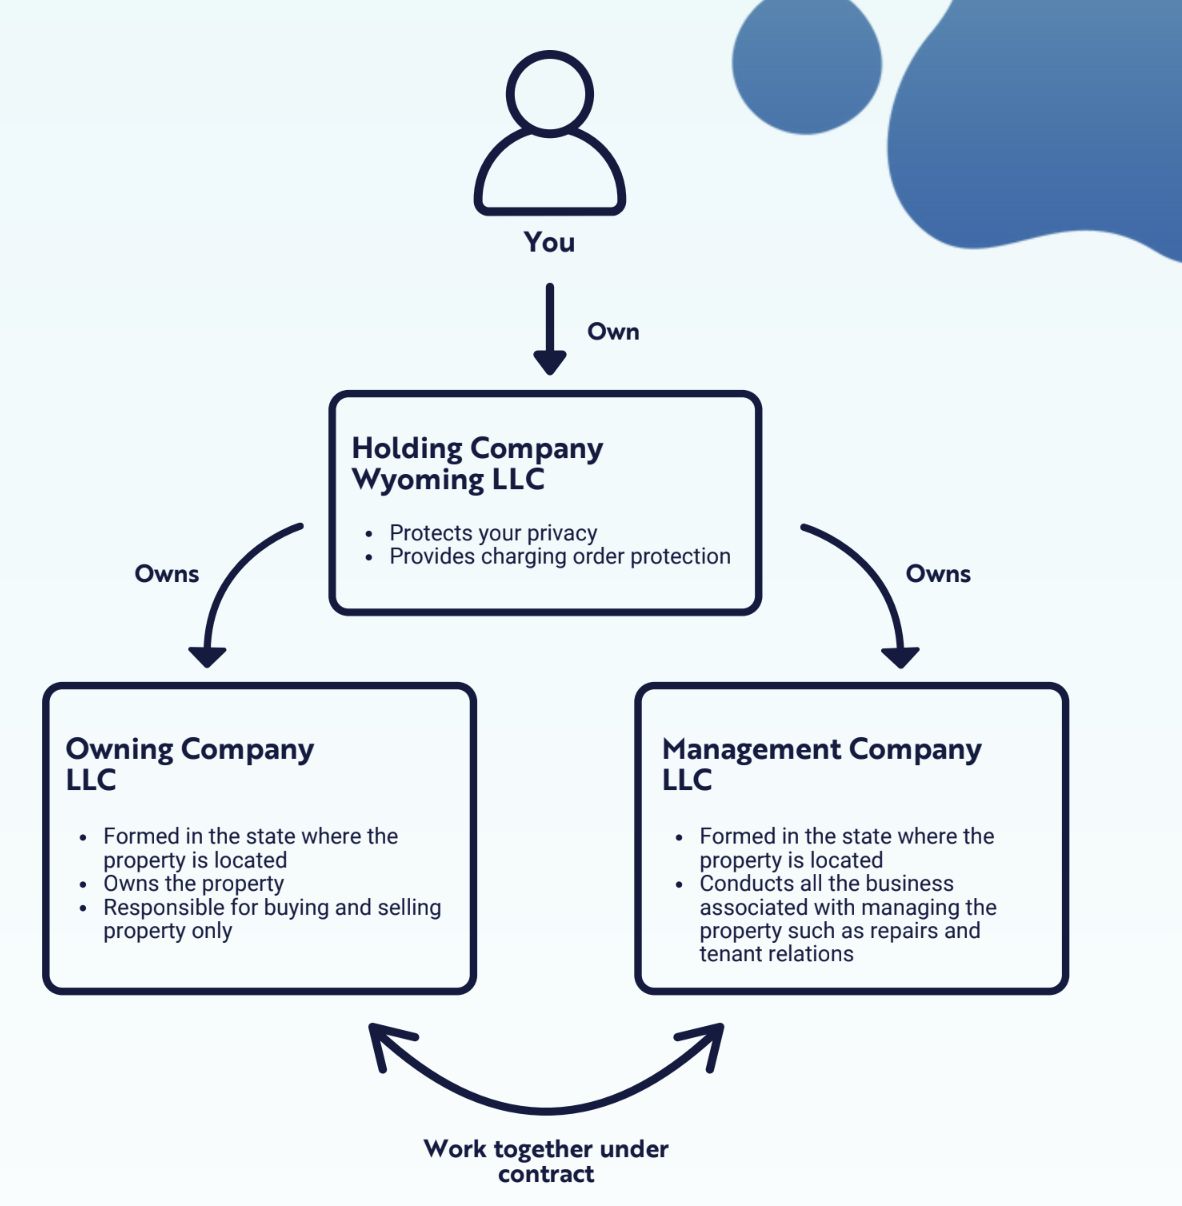 You
Own
Holding Company
Wyoming LLC
• Protects your privacy
• Provides charging order protection
Owns
Owns
Owning Company
LLC
• Formed in the state where the
property is located
• Owns the property
• Responsible for buying and selling
property only
Management Company
LLC
• Formed in the state where the
property is located
• Conducts all the business
associated with managing the
property such as repairs and
tenant relations
Work together under
contract